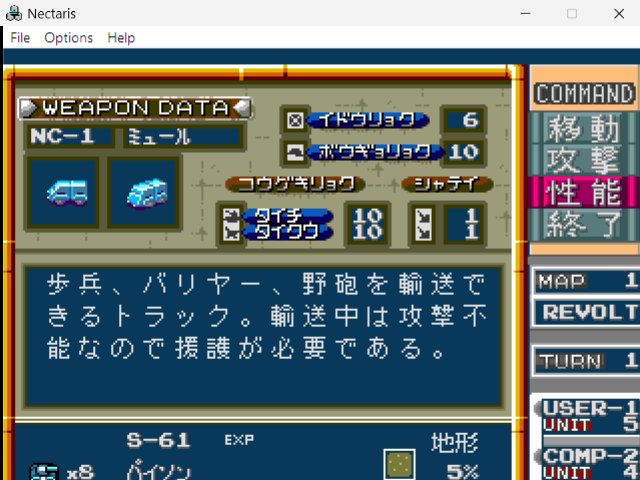 Nectaris
File Options Help
WEAPON DATA
NC-1 ミュール
イドウリョク 6
ボウギョリョク 10
コウゲキリョク シャテイ
タイチ 10 1
タイクウ 10 1
歩兵、バリヤー、野砲を輸送で
きるトラック。輸送中は攻撃不
能なので援護が必要である。
S-61 EXP 地形
x8 パイソン 5%
COMMAND
移動
攻撃
性能
終了
MAP 1
REVOLT
TURN 1
USER-1
UNIT 5
COMP-2
UNIT 4